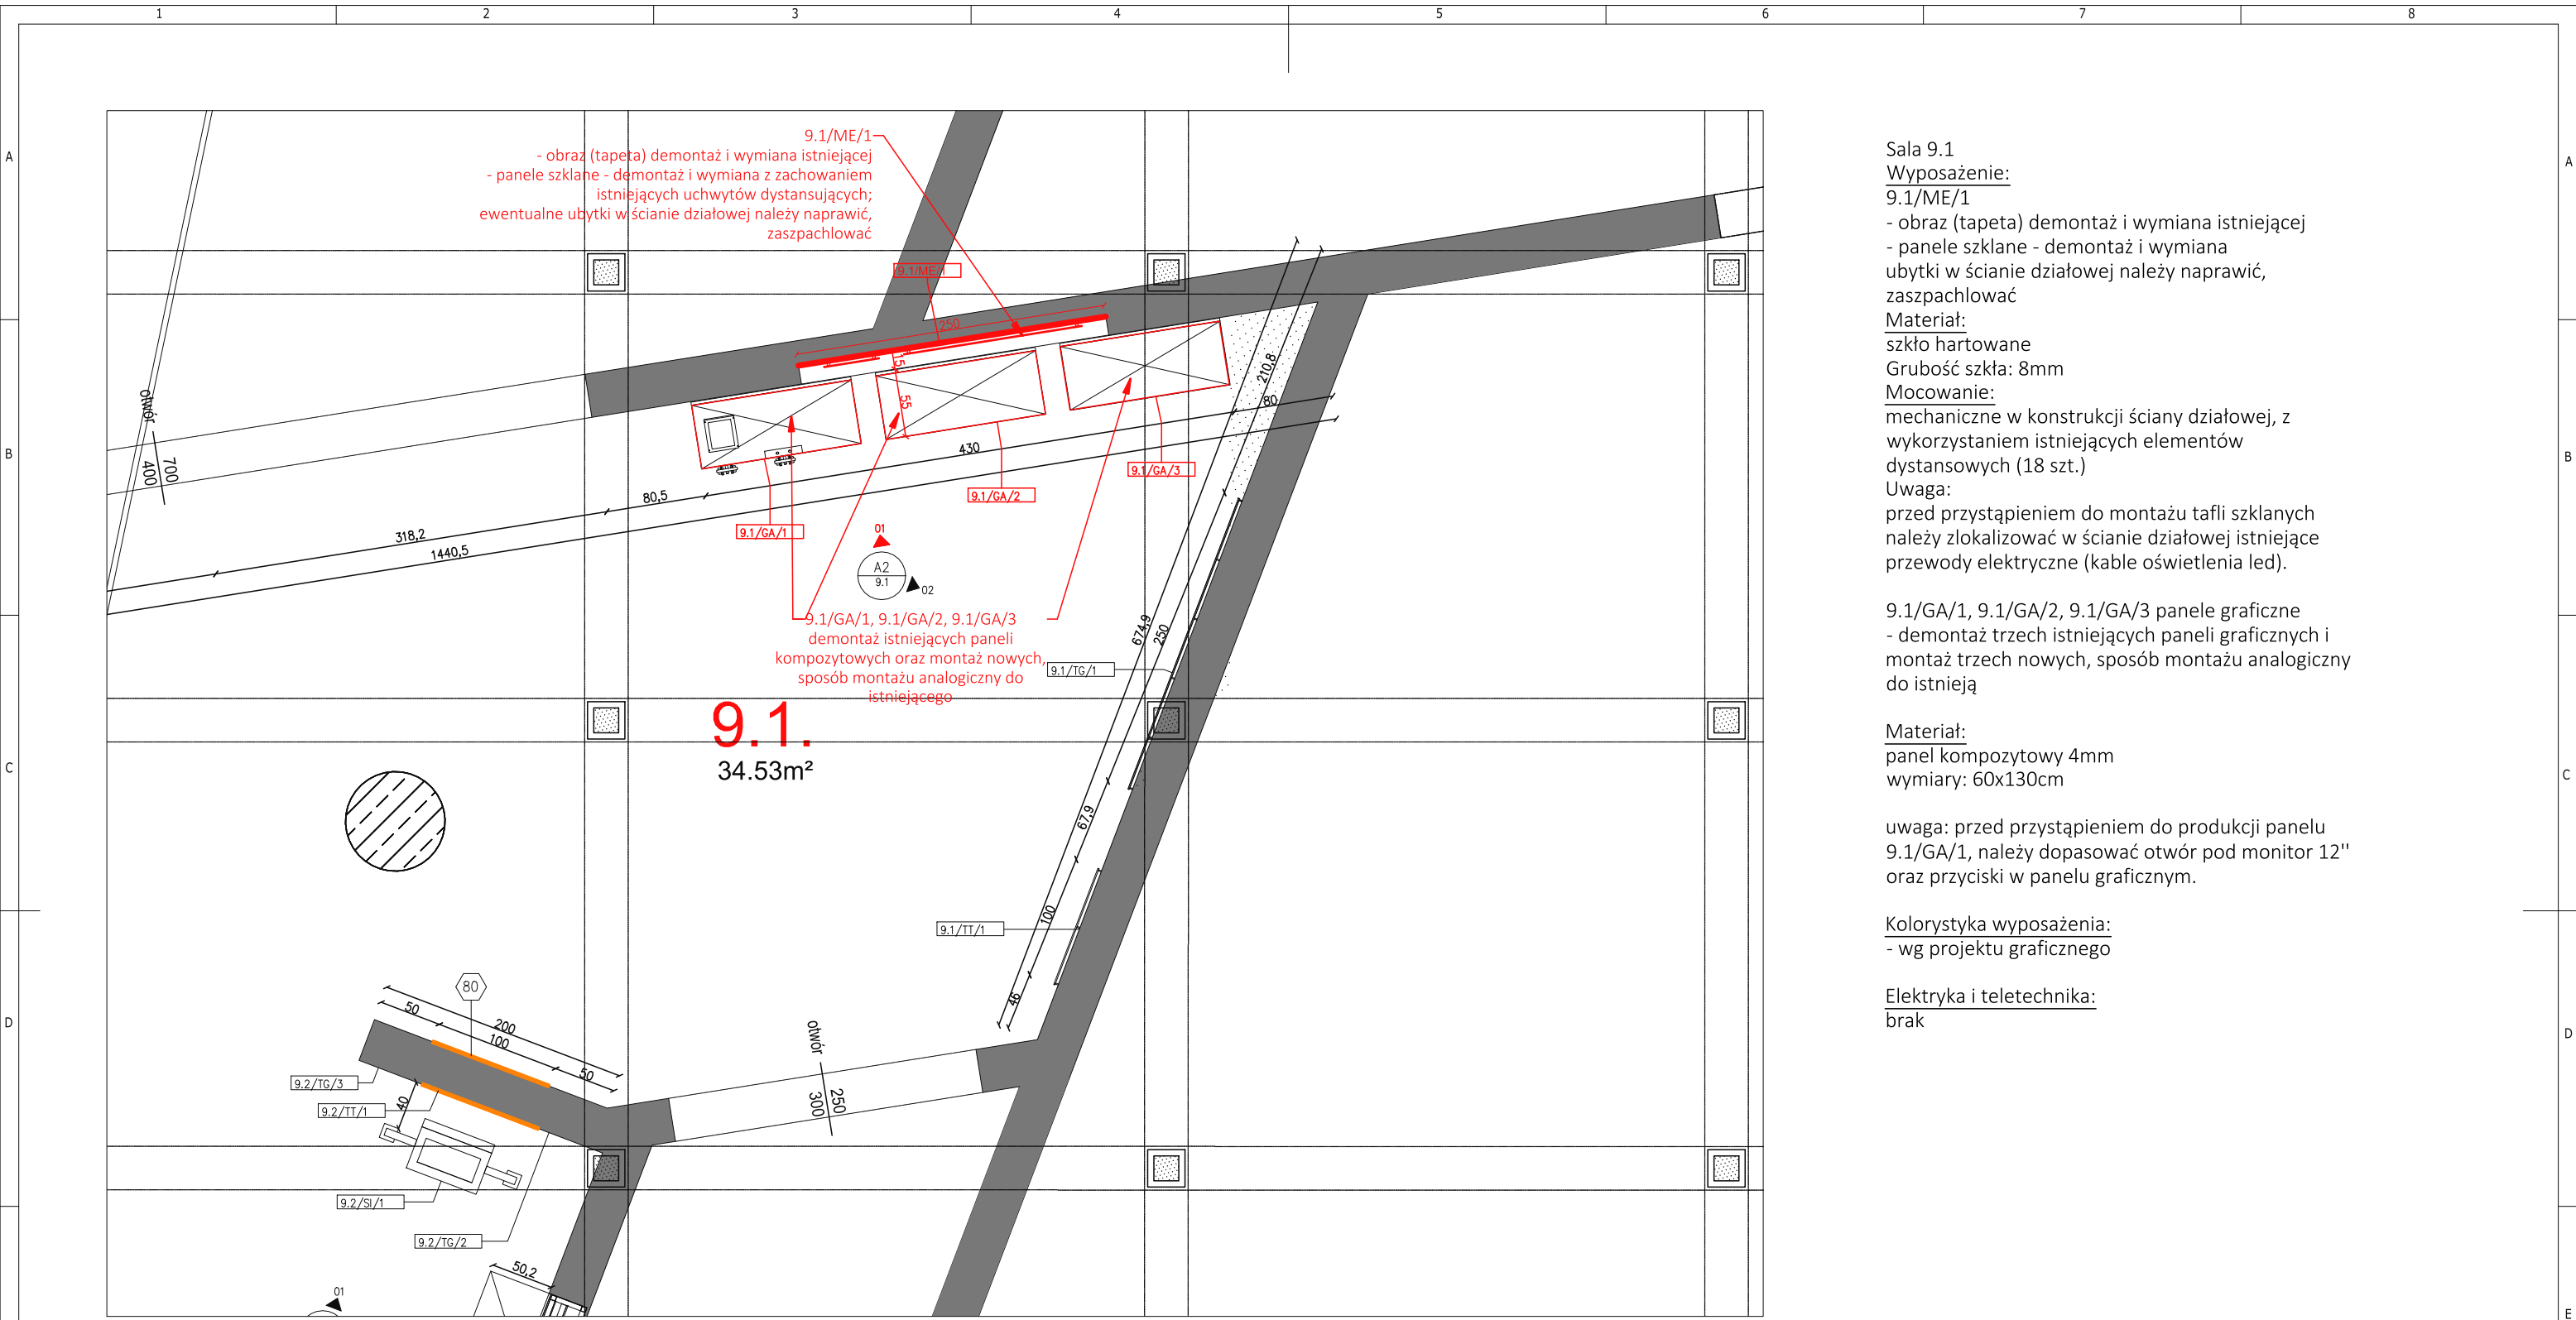 1 2 3 4 5 6 7 8
A
A
B
B
C
C
D
D
E
9.1/ME/1
- obraz (tapeta) demontaż i wymiana istniejącej
- panele szklane - demontaż i wymiana z zachowaniem
istniejących uchwytów dystansujących;
ewentualne ubytki w ścianie działowej należy naprawić,
zaszpachlować
9.1/ME/1
250
15
55
210,8
80
430
80,5
318,2
1440,5
otwór
700
400
9.1/GA/1
9.1/GA/2
9.1/GA/3
01
A2
9.1
02
9.1/GA/1, 9.1/GA/2, 9.1/GA/3
demontaż istniejących paneli
kompozytowych oraz montaż nowych,
sposób montażu analogiczny do
istniejącego
674,9
250
9.1/TG/1
9.1.
34.53m²
67,9
100
9.1/TT/1
46
80
50
200
100
50
otwór
250
300
9.2/TG/3
9.2/TT/1
40
9.2/SI/1
9.2/TG/2
50,2
01
Sala 9.1
Wyposażenie:
9.1/ME/1
- obraz (tapeta) demontaż i wymiana istniejącej
- panele szklane - demontaż i wymiana
ubytki w ścianie działowej należy naprawić,
zaszpachlować
Materiał:
szkło hartowane
Grubość szkła: 8mm
Mocowanie:
mechaniczne w konstrukcji ściany działowej, z
wykorzystaniem istniejących elementów
dystansowych (18 szt.)
Uwaga:
przed przystąpieniem do montażu tafli szklanych
należy zlokalizować w ścianie działowej istniejące
przewody elektryczne (kable oświetlenia led).
9.1/GA/1, 9.1/GA/2, 9.1/GA/3 panele graficzne
- demontaż trzech istniejących paneli graficznych i
montaż trzech nowych, sposób montażu analogiczny
do istnieją
Materiał:
panel kompozytowy 4mm
wymiary: 60x130cm
uwaga: przed przystąpieniem do produkcji panelu
9.1/GA/1, należy dopasować otwór pod monitor 12''
oraz przyciski w panelu graficznym.
Kolorystyka wyposażenia:
- wg projektu graficznego
Elektryka i teletechnika:
brak